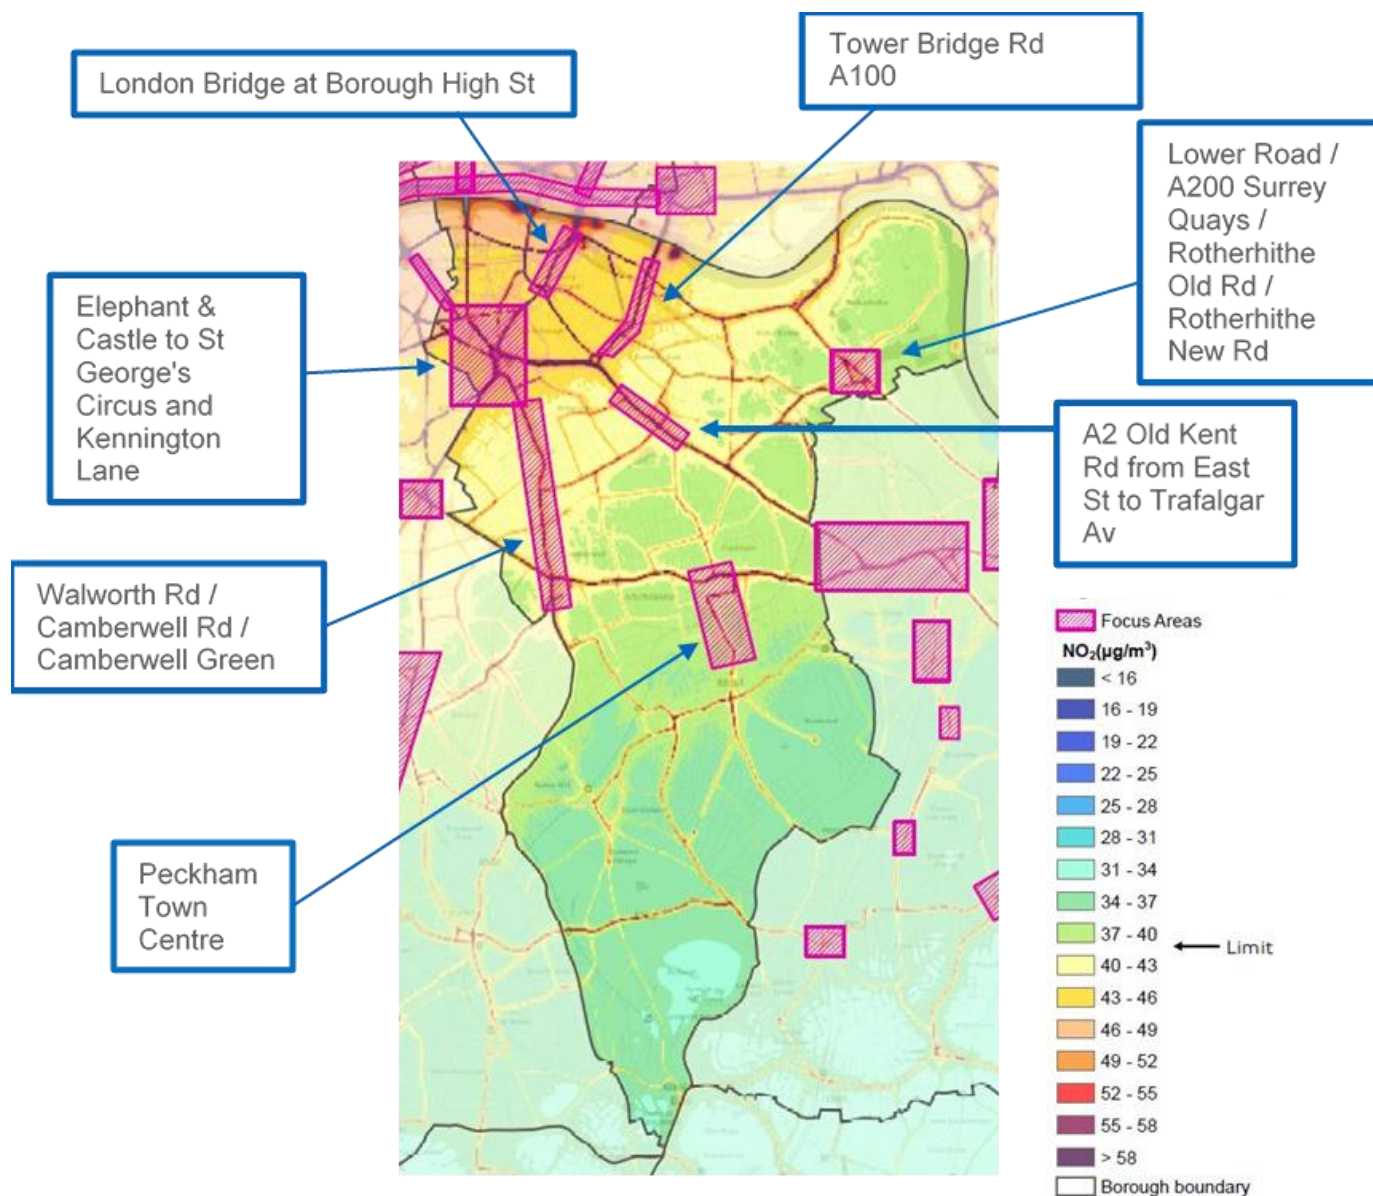 London Bridge at Borough High St
Tower Bridge Rd
A100
Lower Road /
A200 Surrey
Quays /
Rotherhithe
Old Rd /
Rotherhithe
New Rd
Elephant &
Castle to St
George's
Circus and
Kennington
Lane
A2 Old Kent
Rd from East
St to Trafalgar
Av
Walworth Rd /
Camberwell Rd /
Camberwell Green
Peckham
Town
Centre
Focus Areas
NO₂(µg/m³)
< 16
16 - 19
19 - 22
22 - 25
25 - 28
28 - 31
31 - 34
34 - 37
37 - 40
Limit
40 - 43
43 - 46
46 - 49
49 - 52
52 - 55
55 - 58
> 58
Borough boundary